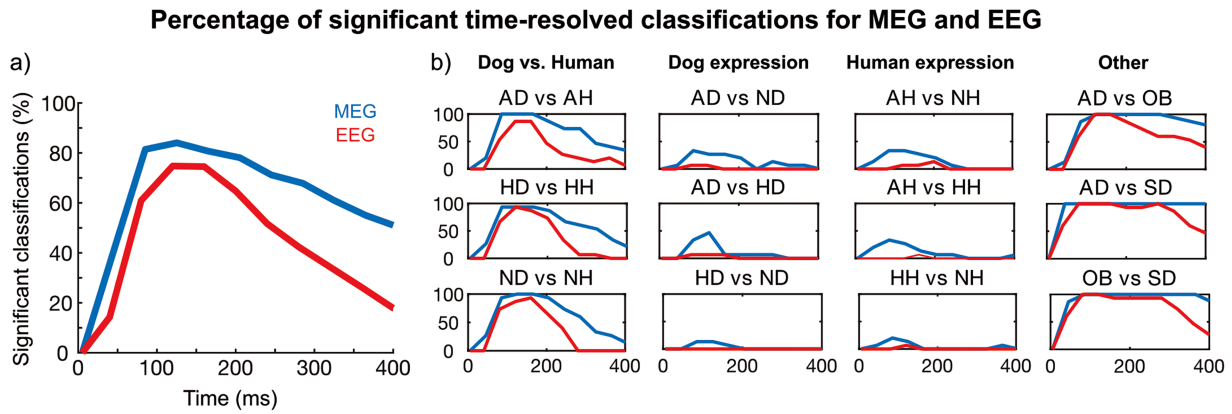 Percentage of significant time-resolved classifications for MEG and EEG
a)
Significant classifications (%)
100
80
60
40
20
0
MEG
EEG
0 100 200 300 400
Time (ms)
b)
Dog vs. Human Dog expression Human expression Other
AD vs AH AD vs ND AH vs NH AD vs OB
100
50
0
HD vs HH AD vs HD AH vs HH AD vs SD
100
50
0
ND vs NH HD vs ND HH vs NH OB vs SD
100
50
0
0 200 400 0 200 400 0 200 400 0 200 400